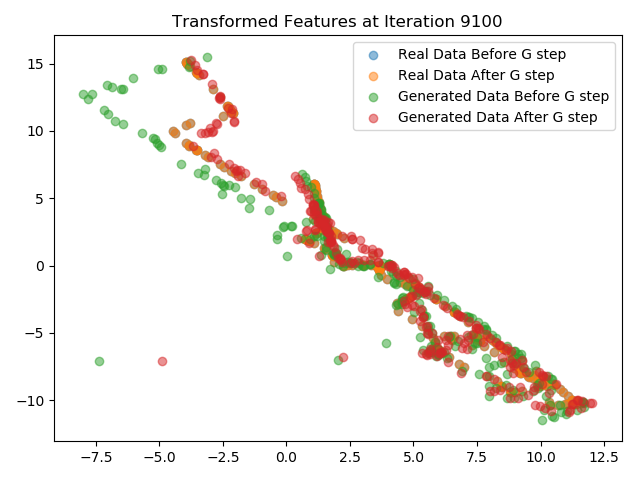 Transformed Features at Iteration 9100
Real Data Before G step
Real Data After G step
Generated Data Before G step
Generated Data After G step
15
10
5
0
−5
−10
−7.5 −5.0 −2.5 0.0 2.5 5.0 7.5 10.0 12.5